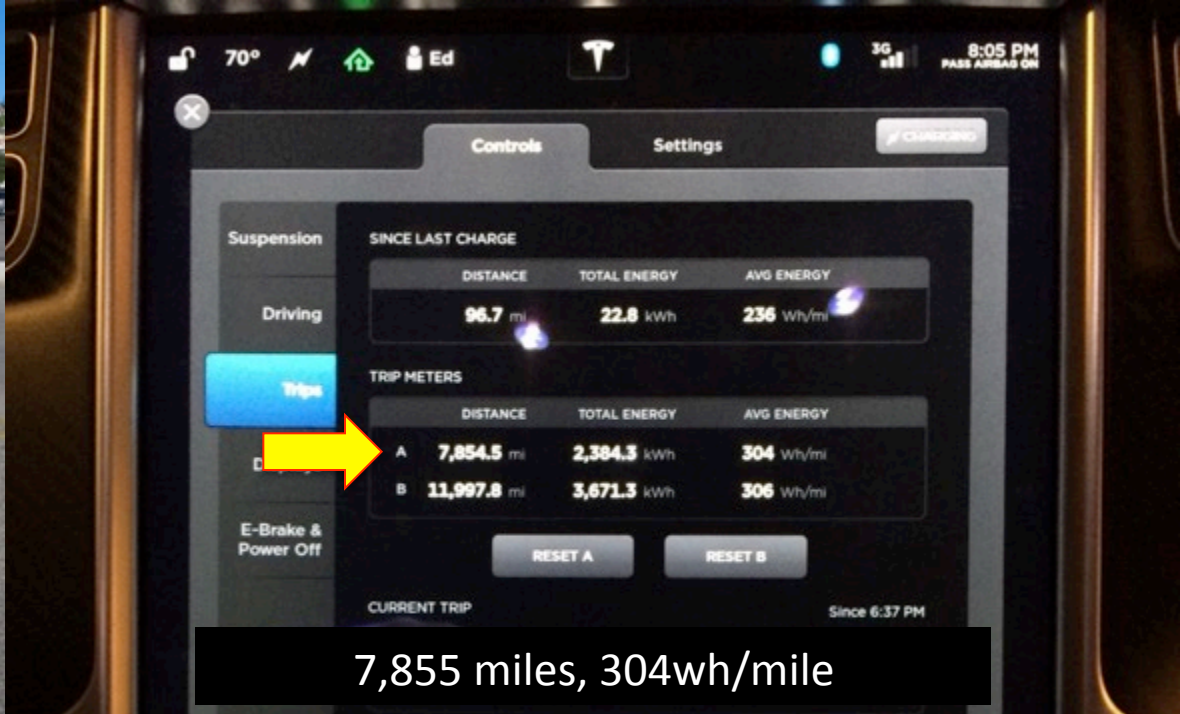 70° Ed 3G 8:05 PM
PASS AIRBAG ON
Controls Settings CHARGING
Suspension
Driving
Trips
E-Brake &
Power Off
SINCE LAST CHARGE
DISTANCE TOTAL ENERGY AVG ENERGY
96.7 mi 22.8 kWh 236 Wh/mi
TRIP METERS
DISTANCE TOTAL ENERGY AVG ENERGY
A 7,854.5 mi 2,384.3 kWh 304 Wh/mi
B 11,997.8 mi 3,671.3 kWh 306 Wh/mi
RESET A RESET B
CURRENT TRIP Since 6:37 PM
7,855 miles, 304wh/mile